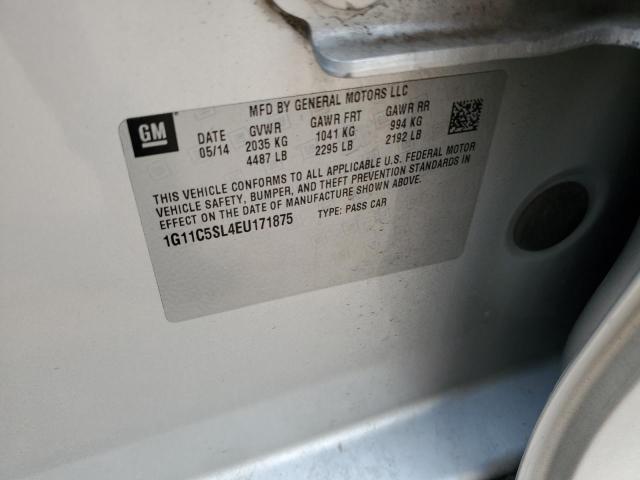 MFD BY GENERAL MOTORS LLC
GM
DATE GVWR GAWR FRT GAWR RR
05/14 2035 KG 1041 KG 994 KG
4487 LB 2295 LB 2192 LB
THIS VEHICLE CONFORMS TO ALL APPLICABLE U.S. FEDERAL MOTOR
VEHICLE SAFETY, BUMPER, AND THEFT PREVENTION STANDARDS IN
EFFECT ON THE DATE OF MANUFACTURE SHOWN ABOVE.
1G11C5SL4EU171875 TYPE: PASS CAR